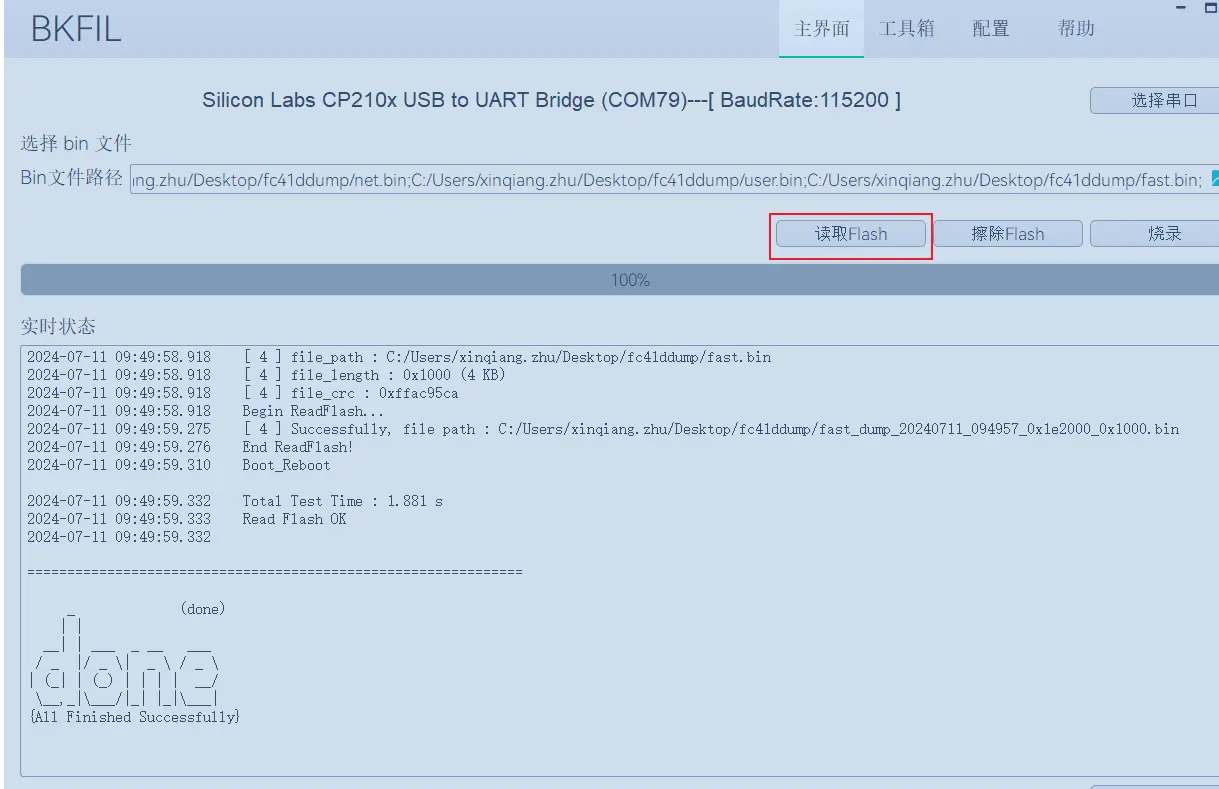 BKFIL
主界面 工具箱 配置 帮助
Silicon Labs CP210x USB to UART Bridge (COM79)---[ BaudRate:115200 ]
选择串口
选择 bin 文件
Bin文件路径 ing.zhu/Desktop/fc41ddump/net.bin;C:/Users/xinqiang.zhu/Desktop/fc41ddump/user.bin;C:/Users/xinqiang.zhu/Desktop/fc41ddump/fast.bin;
读取Flash 擦除Flash 烧录
100%
实时状态
2024-07-11 09:49:58.918 [ 4 ] file_path : C:/Users/xinqiang.zhu/Desktop/fc41ddump/fast.bin
2024-07-11 09:49:58.918 [ 4 ] file_length : 0x1000 (4 KB)
2024-07-11 09:49:58.918 [ 4 ] file_crc : 0xffac95ca
2024-07-11 09:49:58.918 Begin ReadFlash...
2024-07-11 09:49:59.275 [ 4 ] Successfully, file path : C:/Users/xinqiang.zhu/Desktop/fc41ddump/fast_dump_20240711_094957_0x1e2000_0x1000.bin
2024-07-11 09:49:59.276 End ReadFlash!
2024-07-11 09:49:59.310 Boot_Reboot
2024-07-11 09:49:59.332 Total Test Time : 1.881 s
2024-07-11 09:49:59.333 Read Flash OK
2024-07-11 09:49:59.332
==============================================================
(done)
done
{All Finished Successfully}